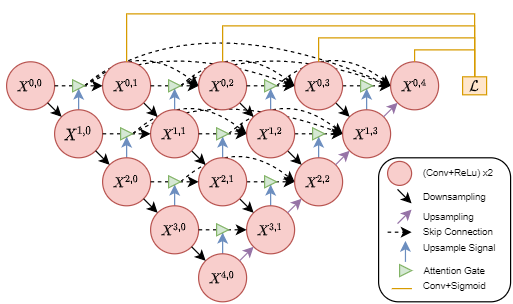 X^{0,0} X^{0,1} X^{0,2} X^{0,3} X^{0,4} ℒ
X^{1,0} X^{1,1} X^{1,2} X^{1,3}
X^{2,0} X^{2,1} X^{2,2}
X^{3,0} X^{3,1}
X^{4,0}
(Conv+ReLu) x2
Downsampling
Upsampling
Skip Connection
Upsample Signal
Attention Gate
Conv+Sigmoid